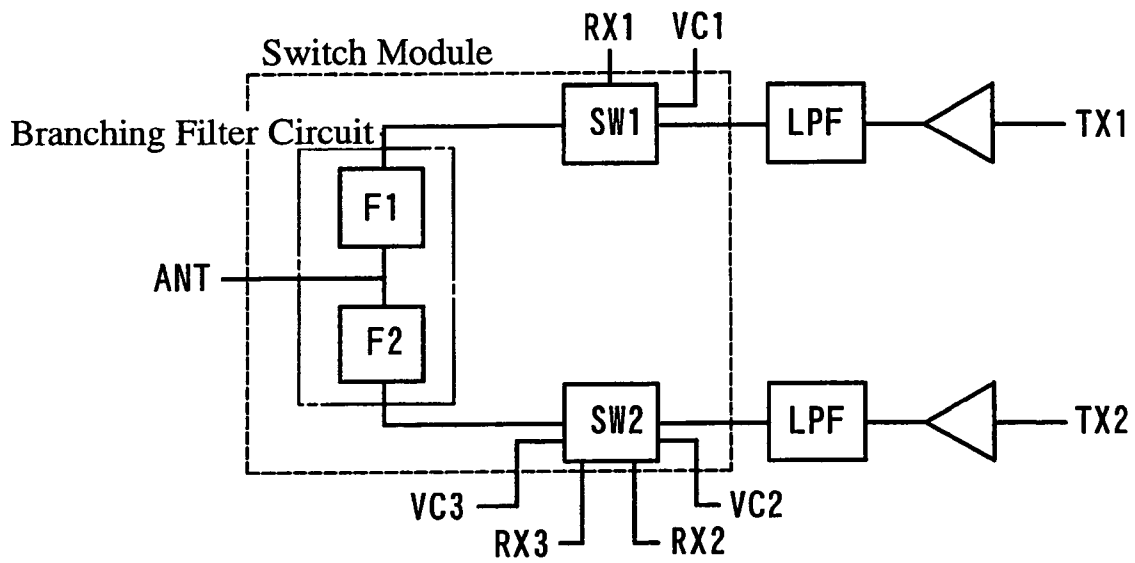 RX1 VC1
Switch Module
SW1 LPF TX1
Branching Filter Circuit
F1
ANT
F2
SW2 LPF TX2
VC3 VC2
RX3 RX2